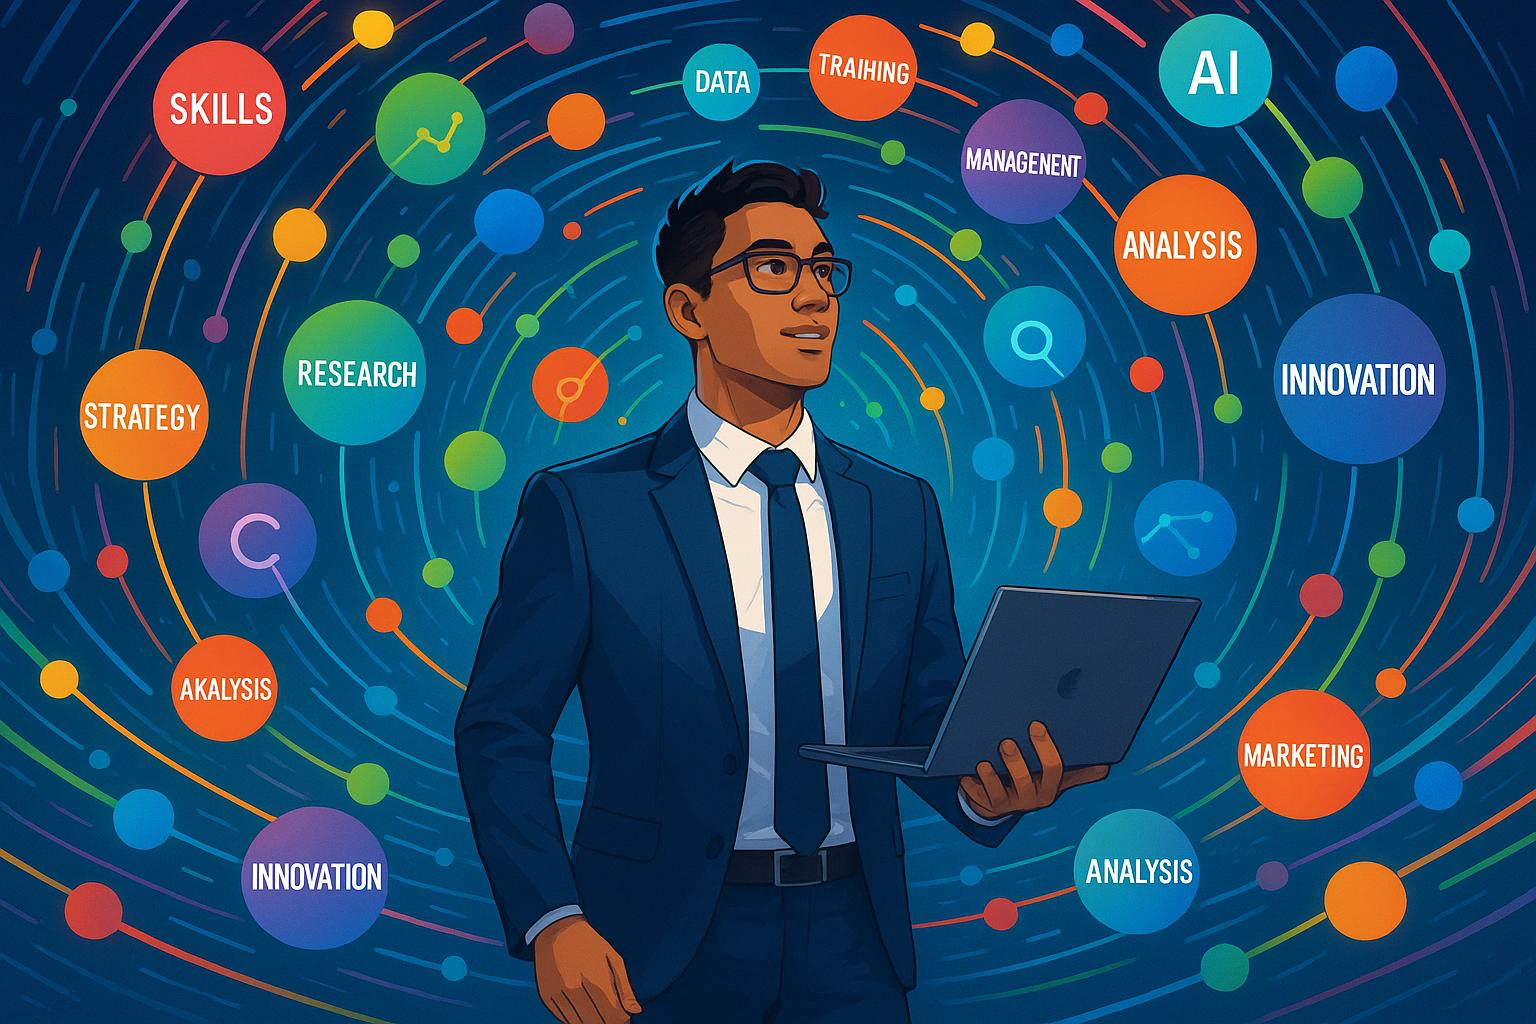 SKILLS
DATA
TRAIHING
AI
MANAGENENT
ANALYSIS
RESEARCH
INNOVATION
STRATEGY
C
AKALYSIS
MARKETING
INNOVATION
ANALYSIS